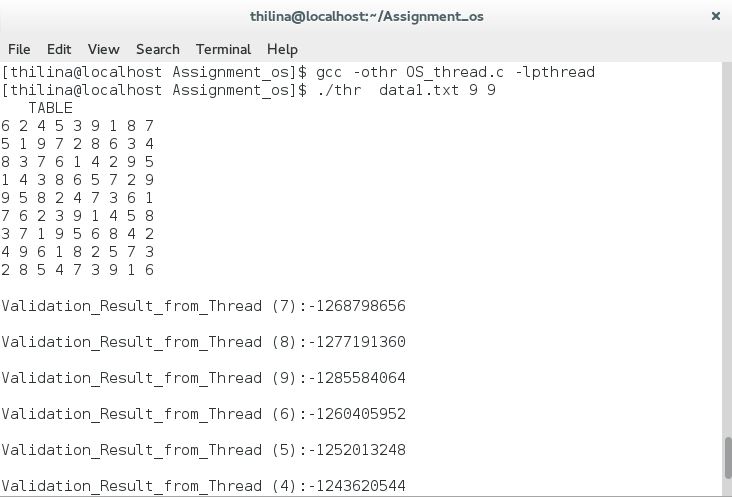 thilina@localhost:~/Assignment_os
×
File Edit View Search Terminal Help
[thilina@localhost Assignment_os]$ gcc -othr OS_thread.c -lpthread
[thilina@localhost Assignment_os]$ ./thr  data1.txt 9 9
   TABLE
6 2 4 5 3 9 1 8 7
5 1 9 7 2 8 6 3 4
8 3 7 6 1 4 2 9 5
1 4 3 8 6 5 7 2 9
9 5 8 2 4 7 3 6 1
7 6 2 3 9 1 4 5 8
3 7 1 9 5 6 8 4 2
4 9 6 1 8 2 5 7 3
2 8 5 4 7 3 9 1 6
Validation_Result_from_Thread (7):-1268798656
Validation_Result_from_Thread (8):-1277191360
Validation_Result_from_Thread (9):-1285584064
Validation_Result_from_Thread (6):-1260405952
Validation_Result_from_Thread (5):-1252013248
Validation_Result_from_Thread (4):-1243620544